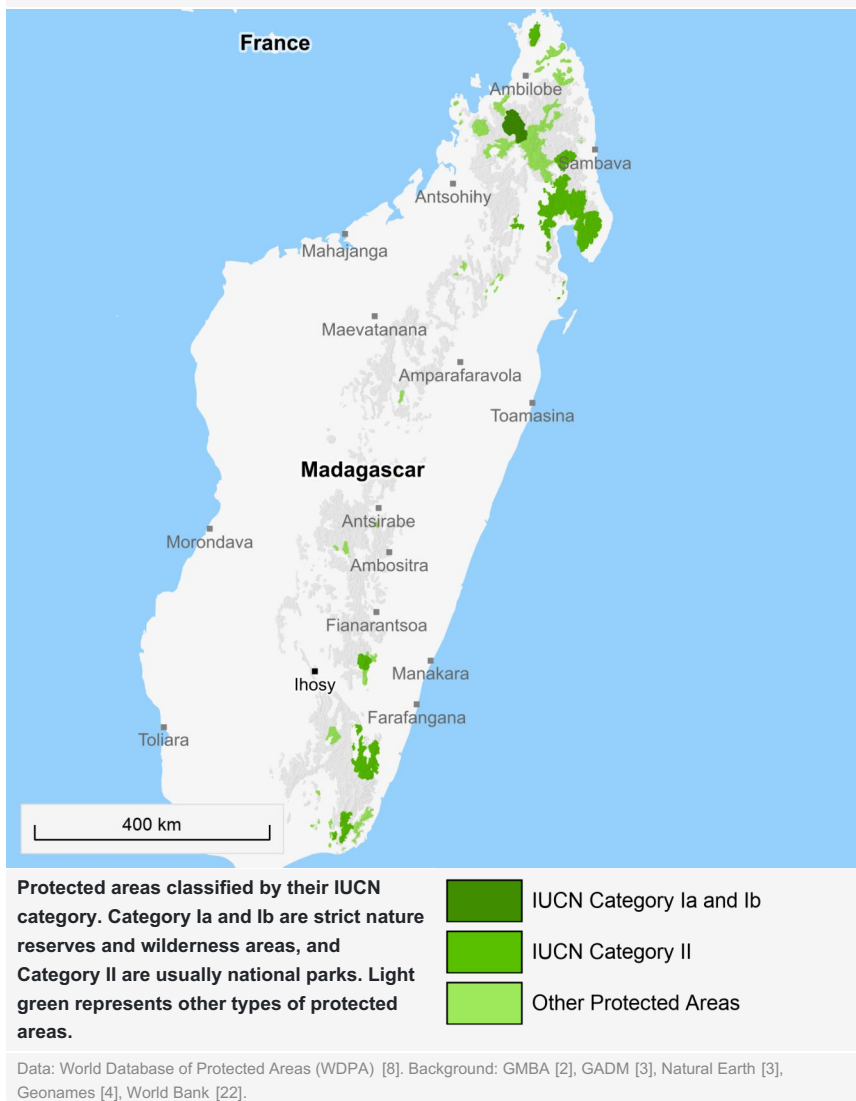 France
Ambilobe
Sambava
Antsohihy
Mahajanga
Maevatanana
Amparafaravola
Toamasina
Madagascar
Antsirabe
Morondava
Ambositra
Fianarantsoa
Manakara
Ihosy
Farafangana
Toliara
400 km
Protected areas classified by their IUCN
category. Category Ia and Ib are strict nature
reserves and wilderness areas, and
Category II are usually national parks. Light
green represents other types of protected
areas.
IUCN Category Ia and Ib
IUCN Category II
Other Protected Areas
Data: World Database of Protected Areas (WDPA) [8]. Background: GMBA [2], GADM [3], Natural Earth [3],
Geonames [4], World Bank [22].